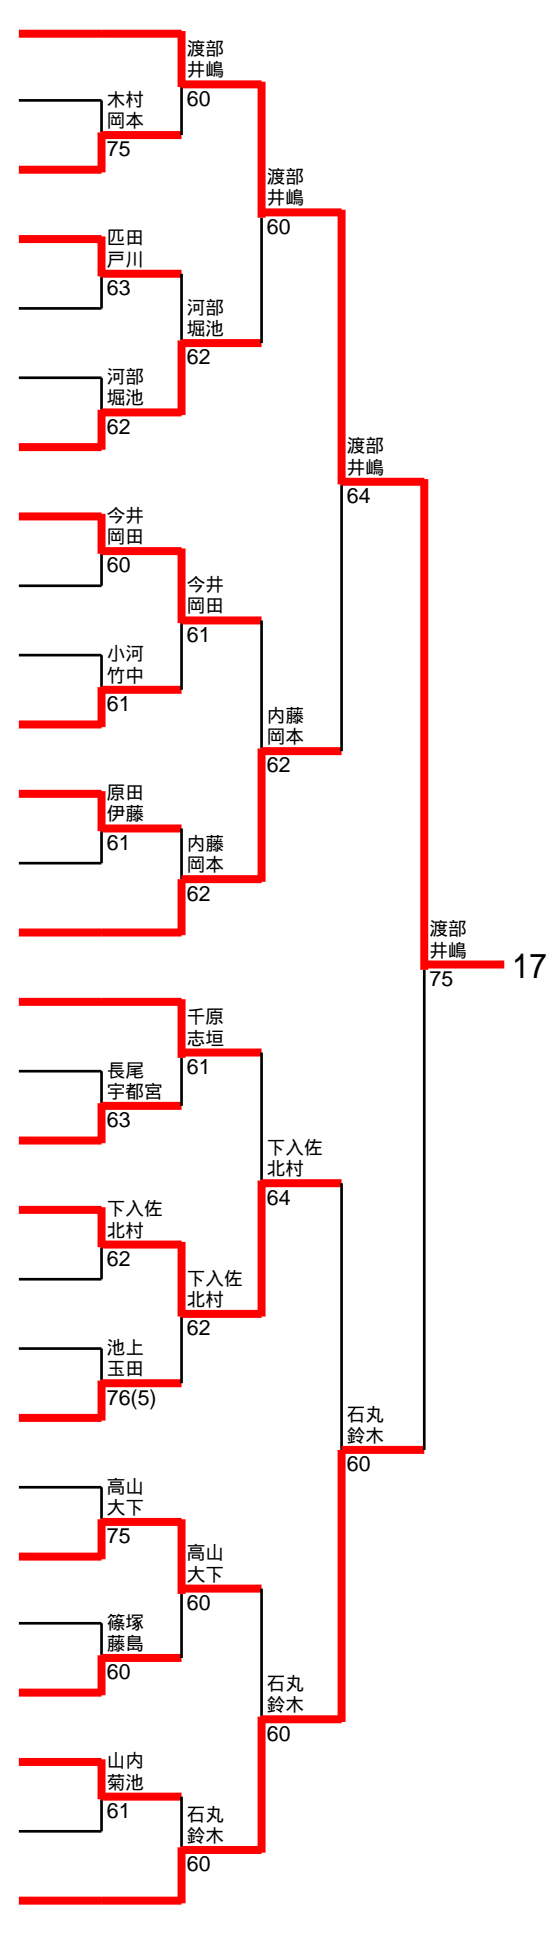 渡部
井嶋
60
木村
岡本
75
渡部
井嶋
60
匹田
戸川
63
河部
堀池
62
河部
堀池
62
渡部
井嶋
64
今井
岡田
60
今井
岡田
61
小河
竹中
61
内藤
岡本
62
原田
伊藤
61
内藤
岡本
62
渡部
井嶋
75
17
千原
志垣
61
長尾
宇都宮
63
下入佐
北村
64
下入佐
北村
62
下入佐
北村
62
池上
玉田
76(5)
石丸
鈴木
60
高山
大下
75
高山
大下
60
篠塚
藤島
60
石丸
鈴木
60
山内
菊池
61
石丸
鈴木
60